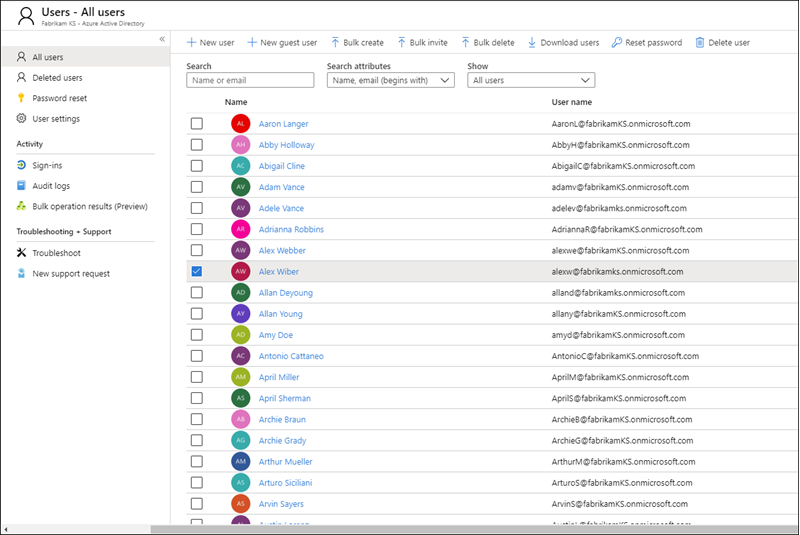 Users - All users
Fabrikam KS - Azure Active Directory
«
All users
Deleted users
Password reset
User settings
Activity
Sign-ins
Audit logs
Bulk operation results (Preview)
Troubleshooting + Support
Troubleshoot
New support request
New user New guest user Bulk create Bulk invite Bulk delete Download users Reset password Delete user
Search Search attributes Show
Name or email Name, email (begins with) All users
Name User name
AL Aaron Langer AaronL@fabrikamKS.onmicrosoft.com
AH Abby Holloway AbbyH@fabrikamKS.onmicrosoft.com
AC Abigail Cline AbigailC@fabrikamKS.onmicrosoft.com
AV Adam Vance adamv@fabrikamKS.onmicrosoft.com
AV Adele Vance adelev@fabrikamks.onmicrosoft.com
AR Adrianna Robbins AdriannaR@fabrikamKS.onmicrosoft.com
AW Alex Webber alexwe@fabrikamKS.onmicrosoft.com
AW Alex Wiber alexw@fabrikamks.onmicrosoft.com
AD Allan Deyoung alland@fabrikamks.onmicrosoft.com
AY Allan Young allany@fabrikamKS.onmicrosoft.com
AD Amy Doe amyd@fabrikamKS.onmicrosoft.com
AC Antonio Cattaneo AntonioC@fabrikamKS.onmicrosoft.com
AM April Miller AprilM@fabrikamKS.onmicrosoft.com
AS April Sherman AprilS@fabrikamKS.onmicrosoft.com
AB Archie Braun ArchieB@fabrikamKS.onmicrosoft.com
AG Archie Grady ArchieG@fabrikamKS.onmicrosoft.com
AM Arthur Mueller ArthurM@fabrikamKS.onmicrosoft.com
AS Arturo Siciliani ArturoS@fabrikamKS.onmicrosoft.com
AS Arvin Sayers ArvinS@fabrikamKS.onmicrosoft.com